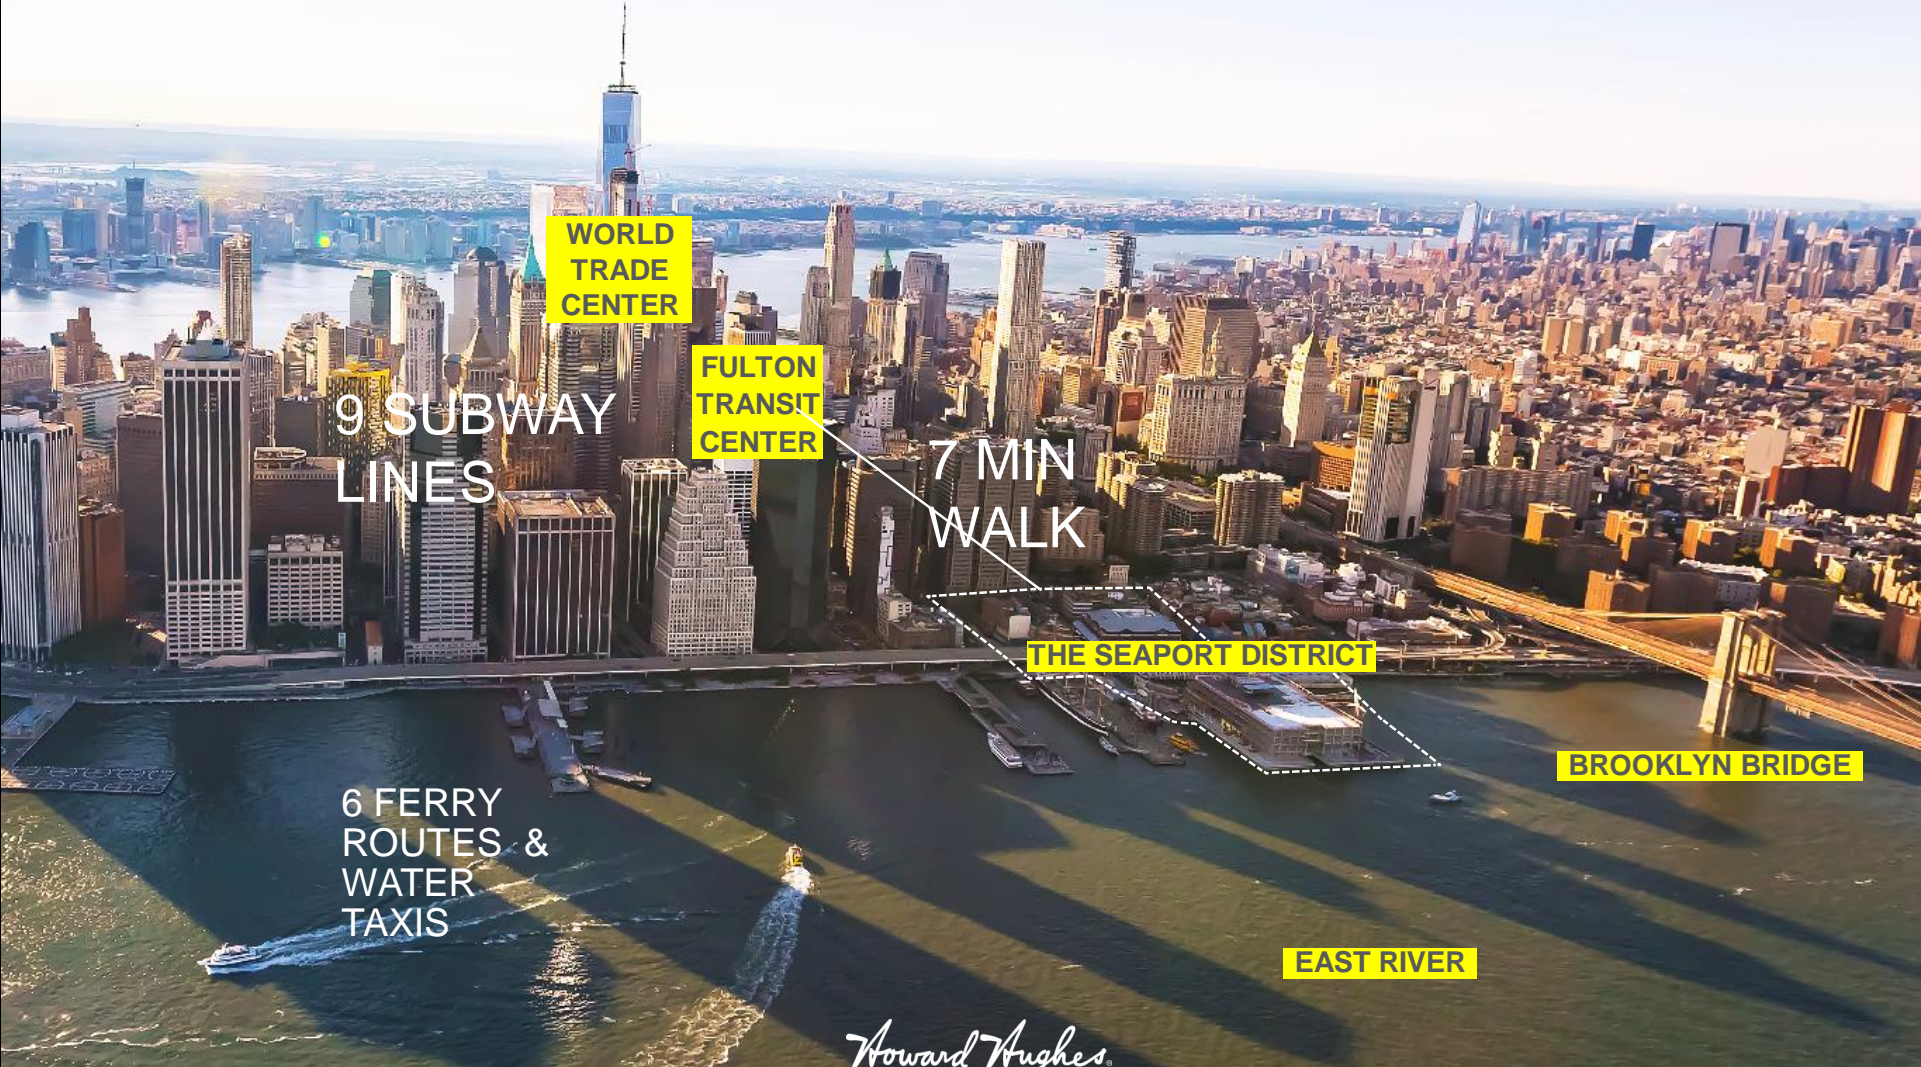 WORLD
TRADE
CENTER
FULTON
TRANSIT
CENTER
9 SUBWAY
LINES
7 MIN
WALK
THE SEAPORT DISTRICT
BROOKLYN BRIDGE
6 FERRY
ROUTES &
WATER
TAXIS
EAST RIVER
Howard Hughes®